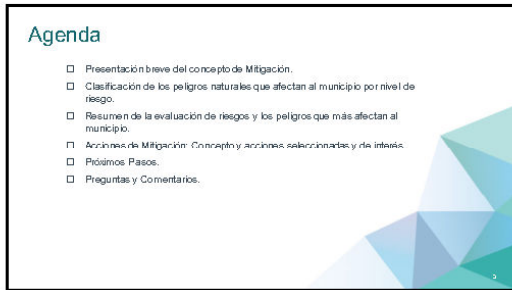 Agenda
□ Presentación breve del concepto de Mitigación.
□ Clasificación de los peligros naturales que afectan al municipio por nivel de
riesgo.
□ Resumen de la evaluación de riesgos y los peligros que más afectan al
municipio.
□ Acciones de Mitigación: Concepto y acciones seleccionadas y de interés
□ Próximos Pasos.
□ Preguntas y Comentarios.